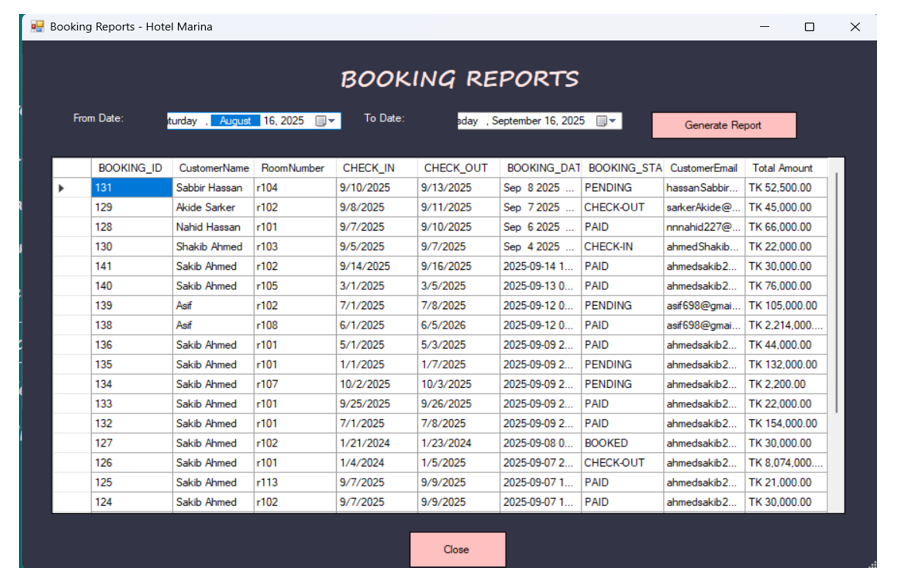 Booking Reports - Hotel Marina
BOOKING REPORTS
From Date: turday , August 16, 2025 To Date: sday , September 16, 2025 Generate Report
BOOKING_ID CustomerName RoomNumber CHECK_IN CHECK_OUT BOOKING_DAT BOOKING_STA CustomerEmail Total Amount
131 Sabbir Hassan r104 9/10/2025 9/13/2025 Sep 8 2025 ... PENDING hassanSabbir... TK 52,500.00
129 Akide Sarker r102 9/8/2025 9/11/2025 Sep 7 2025 ... CHECK-OUT sarkerAkide@... TK 45,000.00
128 Nahid Hassan r101 9/7/2025 9/10/2025 Sep 6 2025 ... PAID nnnahid227@... TK 66,000.00
130 Shakib Ahmed r103 9/5/2025 9/7/2025 Sep 4 2025 ... CHECK-IN ahmedShakib... TK 22,000.00
141 Sakib Ahmed r102 9/14/2025 9/16/2025 2025-09-14 1... PAID ahmedsakib2... TK 30,000.00
140 Sakib Ahmed r105 3/1/2025 3/5/2025 2025-09-13 0... PAID ahmedsakib2... TK 76,000.00
139 Asif r102 7/1/2025 7/8/2025 2025-09-12 0... PENDING asif698@gmai... TK 105,000.00
138 Asif r108 6/1/2025 6/5/2026 2025-09-12 0... PAID asif698@gmai... TK 2,214,000....
136 Sakib Ahmed r101 5/1/2025 5/3/2025 2025-09-09 2... PAID ahmedsakib2... TK 44,000.00
135 Sakib Ahmed r101 1/1/2025 1/7/2025 2025-09-09 2... PENDING ahmedsakib2... TK 132,000.00
134 Sakib Ahmed r107 10/2/2025 10/3/2025 2025-09-09 2... PENDING ahmedsakib2... TK 2,200.00
133 Sakib Ahmed r101 9/25/2025 9/26/2025 2025-09-09 2... PAID ahmedsakib2... TK 22,000.00
132 Sakib Ahmed r101 7/1/2025 7/8/2025 2025-09-09 2... PAID ahmedsakib2... TK 154,000.00
127 Sakib Ahmed r102 1/21/2024 1/23/2024 2025-09-08 0... BOOKED ahmedsakib2... TK 30,000.00
126 Sakib Ahmed r101 1/4/2024 1/5/2025 2025-09-07 2... CHECK-OUT ahmedsakib2... TK 8,074,000....
125 Sakib Ahmed r113 9/7/2025 9/9/2025 2025-09-07 1... PAID ahmedsakib2... TK 21,000.00
124 Sakib Ahmed r102 9/7/2025 9/9/2025 2025-09-07 1... PAID ahmedsakib2... TK 30,000.00
Close